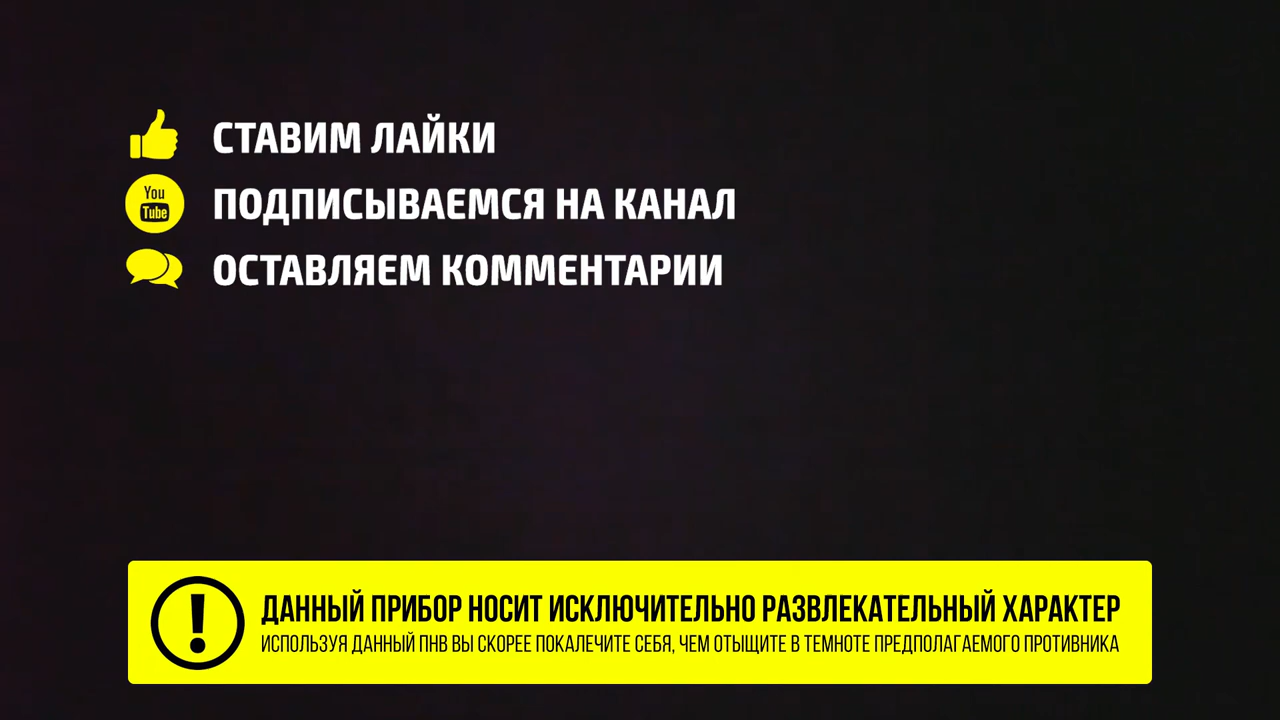 СТАВИМ ЛАЙКИ
You
Tube
ПОДПИСЫВАЕМСЯ НА КАНАЛ
ОСТАВЛЯЕМ КОММЕНТАРИИ
ДАННЫЙ ПРИБОР НОСИТ ИСКЛЮЧИТЕЛЬНО РАЗВЛЕКАТЕЛЬНЫЙ ХАРАКТЕР
ИСПОЛЬЗУЯ ДАННЫЙ ПНВ ВЫ СКОРЕЕ ПОКАЛЕЧИТЕ СЕБЯ, ЧЕМ ОТЫЩИТЕ В ТЕМНОТЕ ПРЕДПОЛАГАЕМОГО ПРОТИВНИКА